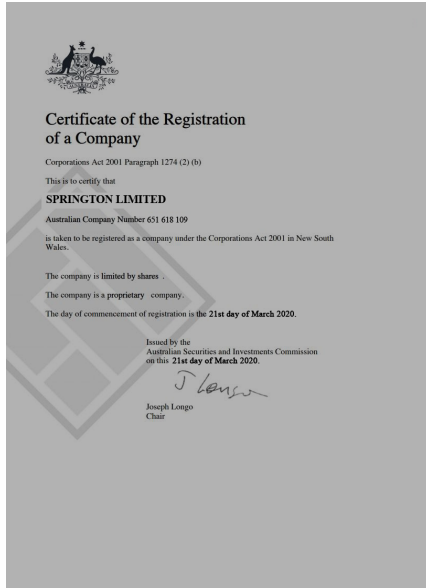 Certificate of the Registration
of a Company
Corporations Act 2001 Paragraph 1274 (2) (b)
This is to certify that
SPRINGTON LIMITED
Australian Company Number 651 618 109
is taken to be registered as a company under the Corporations Act 2001 in New South
Wales.
The company is limited by shares .
The company is a proprietary company.
The day of commencement of registration is the 21st day of March 2020.
Issued by the
Australian Securities and Investments Commission
on this 21st day of March 2020.
J Longo
Joseph Longo
Chair